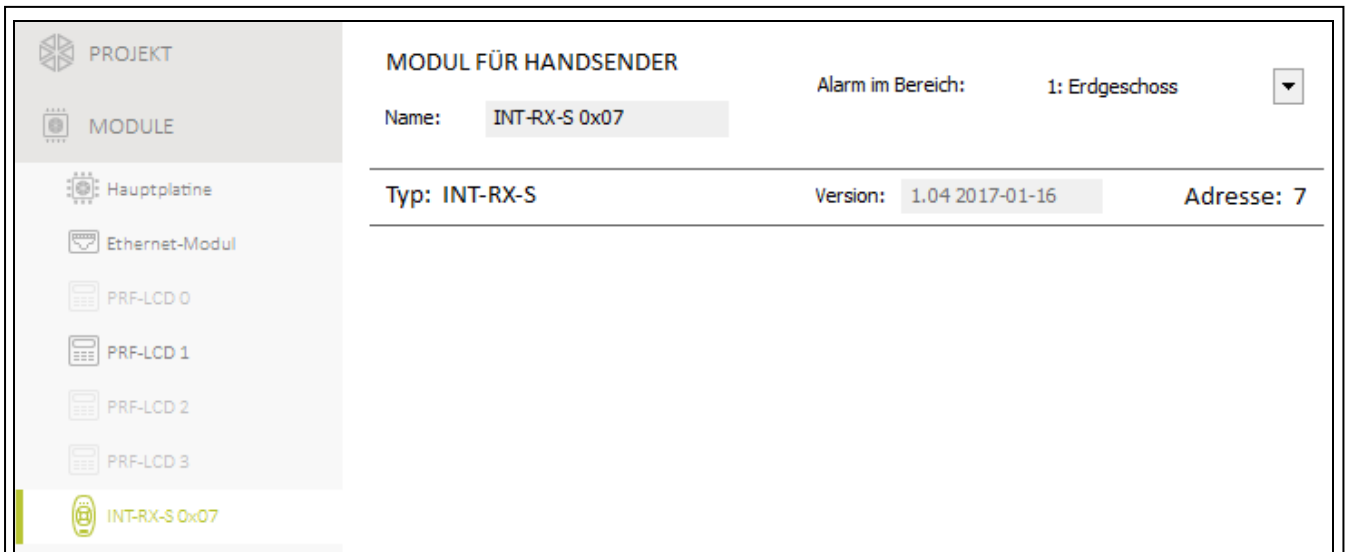 PROJEKT
MODULE
Hauptplatine
Ethernet-Modul
PRF-LCD 0
PRF-LCD 1
PRF-LCD 2
PRF-LCD 3
INT-RX-S 0x07
MODUL FÜR HANDSENDER
Name: INT-RX-S 0x07
Alarm im Bereich: 1: Erdgeschoss
Typ: INT-RX-S Version: 1.04 2017-01-16 Adresse: 7